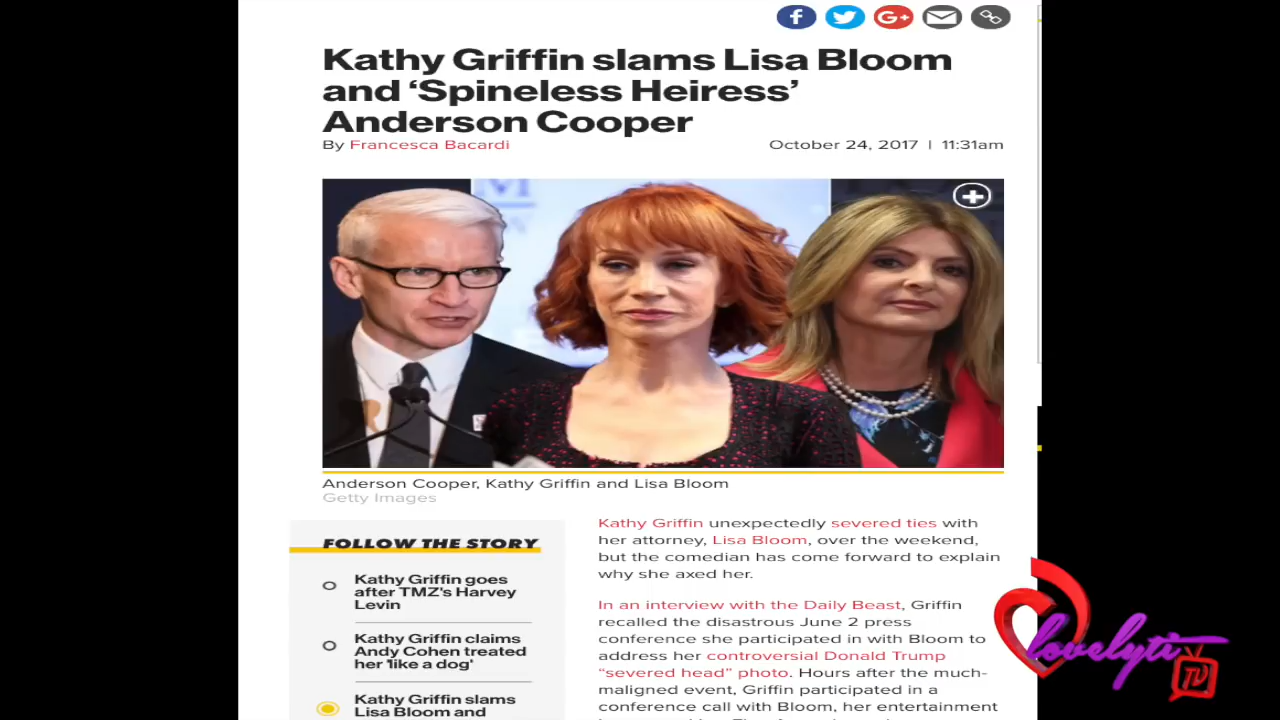 Kathy Griffin slams Lisa Bloom
and ‘Spineless Heiress’
Anderson Cooper
By Francesca Bacardi
October 24, 2017 | 11:31am
Anderson Cooper, Kathy Griffin and Lisa Bloom
Getty Images
FOLLOW THE STORY
Kathy Griffin goes
after TMZ's Harvey
Levin
Kathy Griffin claims
Andy Cohen treated
her 'like a dog'
Kathy Griffin slams
Lisa Bloom and
Kathy Griffin unexpectedly severed ties with
her attorney, Lisa Bloom, over the weekend,
but the comedian has come forward to explain
why she axed her.
In an interview with the Daily Beast, Griffin
recalled the disastrous June 2 press
conference she participated in with Bloom to
address her controversial Donald Trump
“severed head” photo. Hours after the much-
maligned event, Griffin participated in a
conference call with Bloom, her entertainment
lovelyti
TV